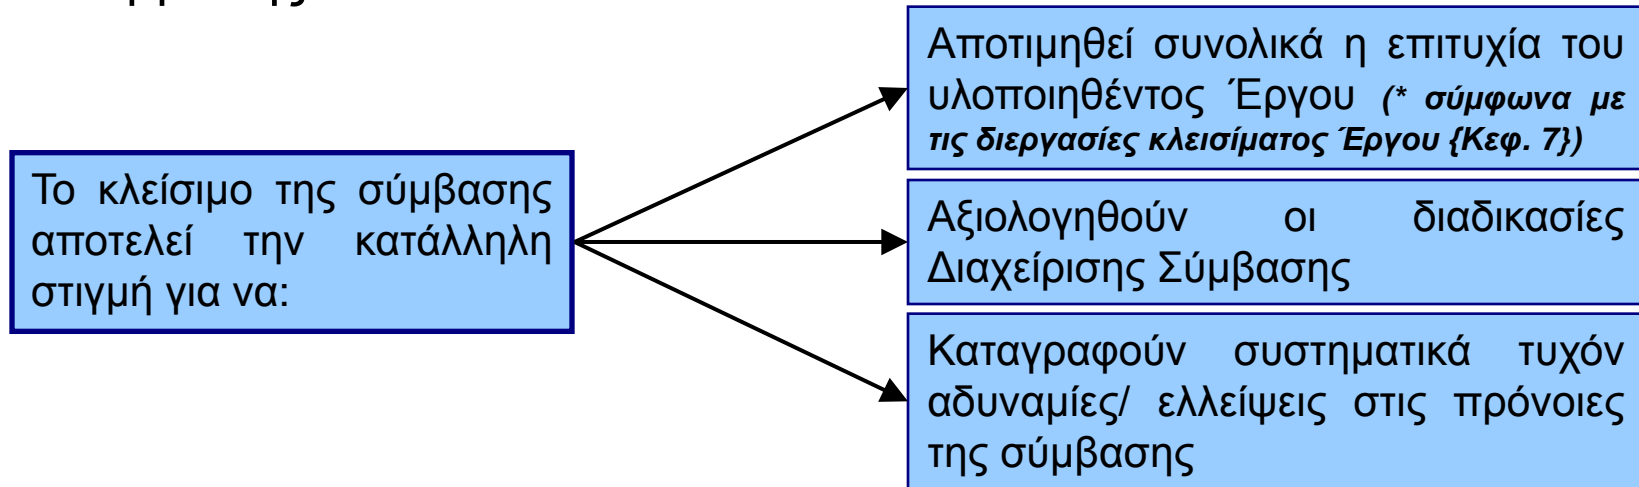 Το κλείσιμο της σύμβασης
αποτελεί την κατάλληλη
στιγμή για να:
Αποτιμηθεί συνολικά η επιτυχία του
υλοποιηθέντος Έργου (* σύμφωνα με
τις διεργασίες κλεισίματος Έργου {Κεφ. 7})
Αξιολογηθούν οι διαδικασίες
Διαχείρισης Σύμβασης
Καταγραφούν συστηματικά τυχόν
αδυναμίες/ ελλείψεις στις πρόνοιες
της σύμβασης